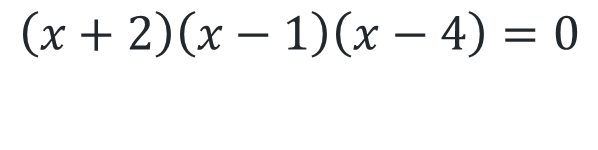 (x + 2)(x − 1)(x − 4) = 0